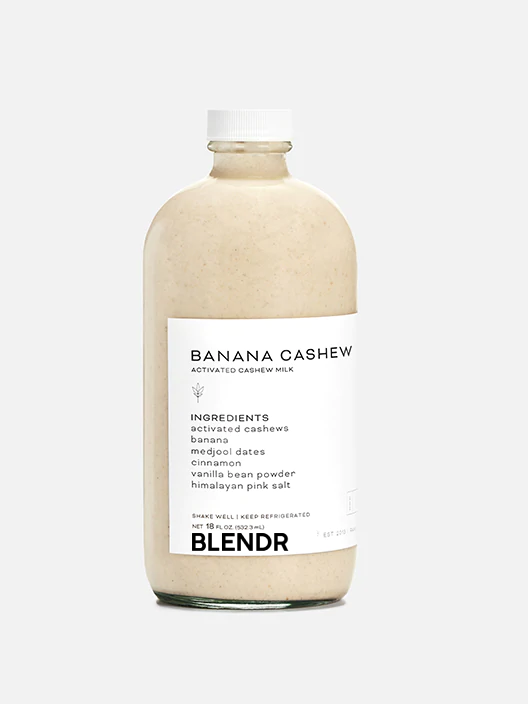 BANANA CASHEW
ACTIVATED CASHEW MILK
INGREDIENTS
activated cashews
banana
medjool dates
cinnamon
vanilla bean powder
himalayan pink salt
SHAKE WELL | KEEP REFRIGERATED
NET 18 FL OZ. (532.3 mL)
BLENDR
EST